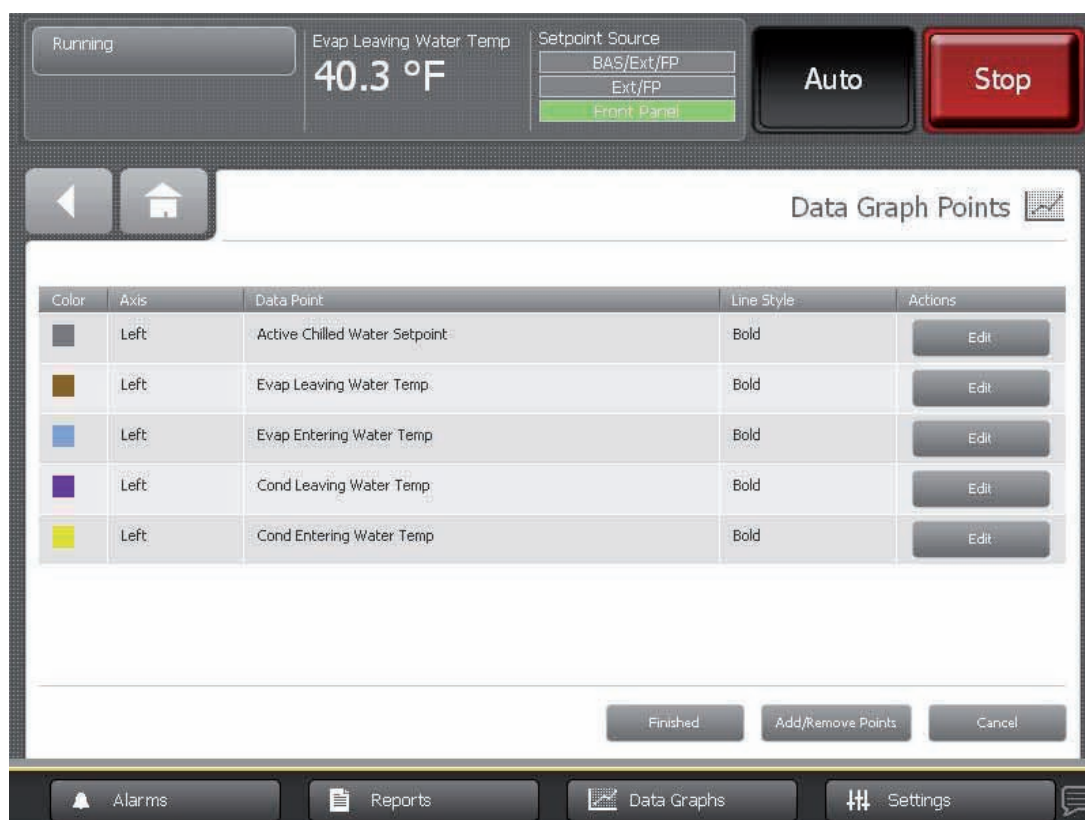 Running
Evap Leaving Water Temp
40.3 °F
Setpoint Source
BAS/Ext/FP
Ext/FP
Front Panel
Auto
Stop
Data Graph Points
Color Axis Data Point Line Style Actions
Left Active Chilled Water Setpoint Bold Edit
Left Evap Leaving Water Temp Bold Edit
Left Evap Entering Water Temp Bold Edit
Left Cond Leaving Water Temp Bold Edit
Left Cond Entering Water Temp Bold Edit
Finished Add/Remove Points Cancel
Alarms Reports Data Graphs Settings